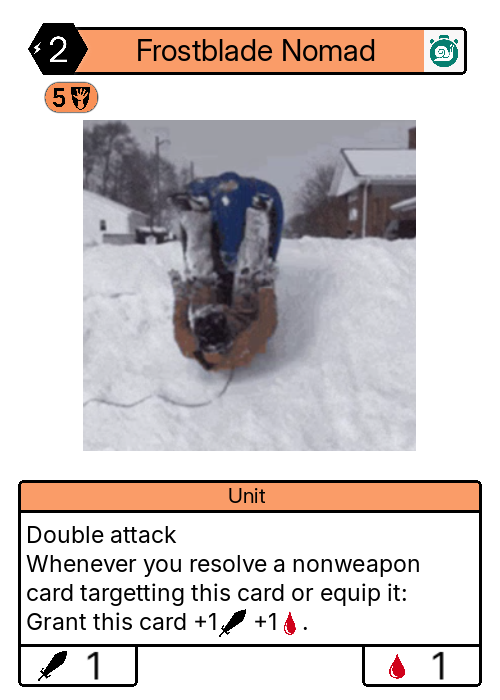 2
Frostblade Nomad
5
Unit
Double attack
Whenever you resolve a nonweapon
card targetting this card or equip it:
Grant this card +1 +1 .
1
1